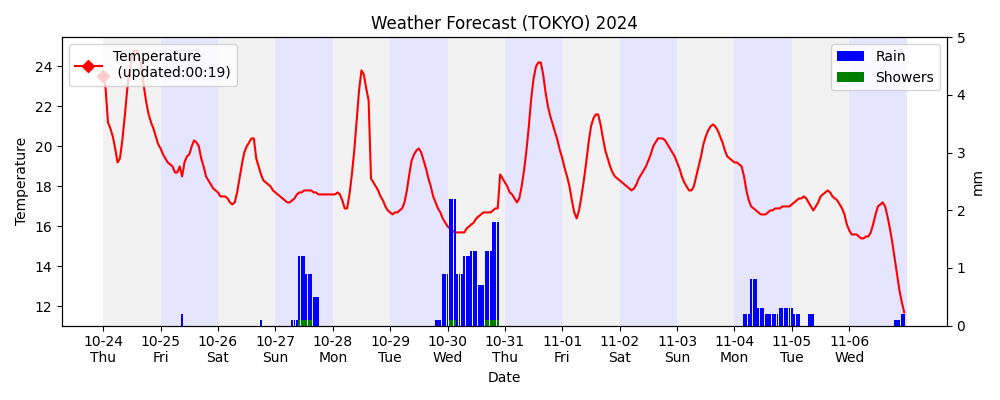 Weather Forecast (TOKYO) 2024
Temperature
(updated:00:19)
Rain
Showers
Temperature
24
22
20
18
16
14
12
5
4
3
2
1
0
mm
10-24 10-25 10-26 10-27 10-28 10-29 10-30 10-31 11-01 11-02 11-03 11-04 11-05 11-06
Thu Fri Sat Sun Mon Tue Wed Thu Fri Sat Sun Mon Tue Wed
Date